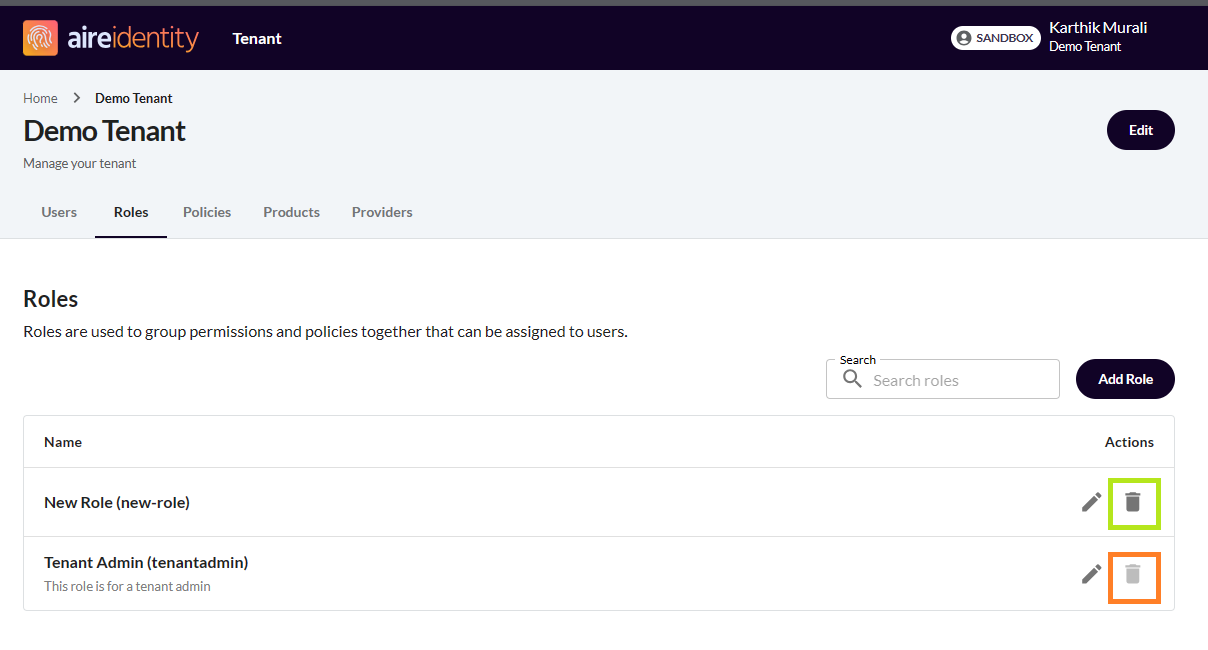 aireidentity
Tenant
SANDBOX
Karthik Murali
Demo Tenant
Home > Demo Tenant
Demo Tenant
Edit
Manage your tenant
Users Roles Policies Products Providers
Roles
Roles are used to group permissions and policies together that can be assigned to users.
Search
Search roles
Add Role
Name Actions
New Role (new-role)
Tenant Admin (tenantadmin)
This role is for a tenant admin